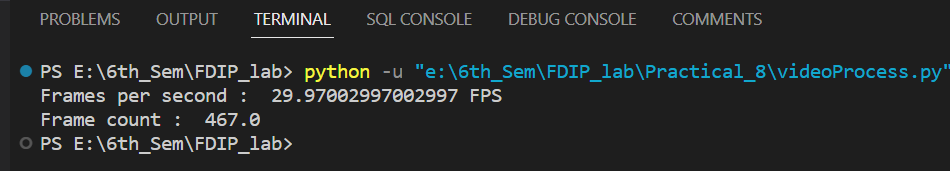 PROBLEMS OUTPUT TERMINAL SQL CONSOLE DEBUG CONSOLE COMMENTS
PS E:\6th_Sem\FDIP_lab> python -u "e:\6th_Sem\FDIP_lab\Practical_8\videoProcess.py"
Frames per second :  29.97002997002997 FPS
Frame count :  467.0
PS E:\6th_Sem\FDIP_lab>